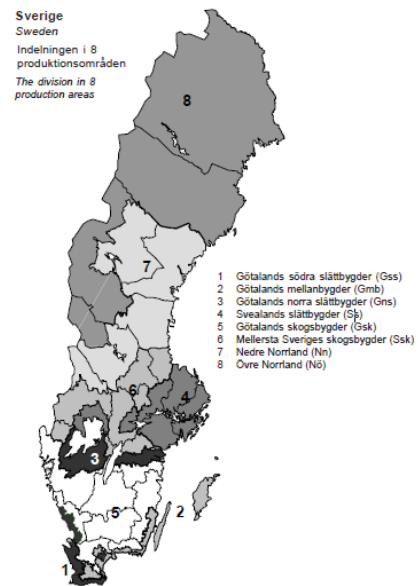 Sverige
Sweden
Indelningen i 8
produktionsområden
The division in 8
production areas
8
7
1 Götalands södra slättbygder (Gss)
2 Götalands mellanbygder (Gmb)
3 Götalands norra slättbygder (Gns)
4 Svealands slättbygder (Ss)
5 Götalands skogsbygder (Gsk)
6 Mellersta Sveriges skogsbygder (Ssk)
7 Nedre Norrland (Nn)
8 Övre Norrland (Nö)
6
4
3
5
2
1